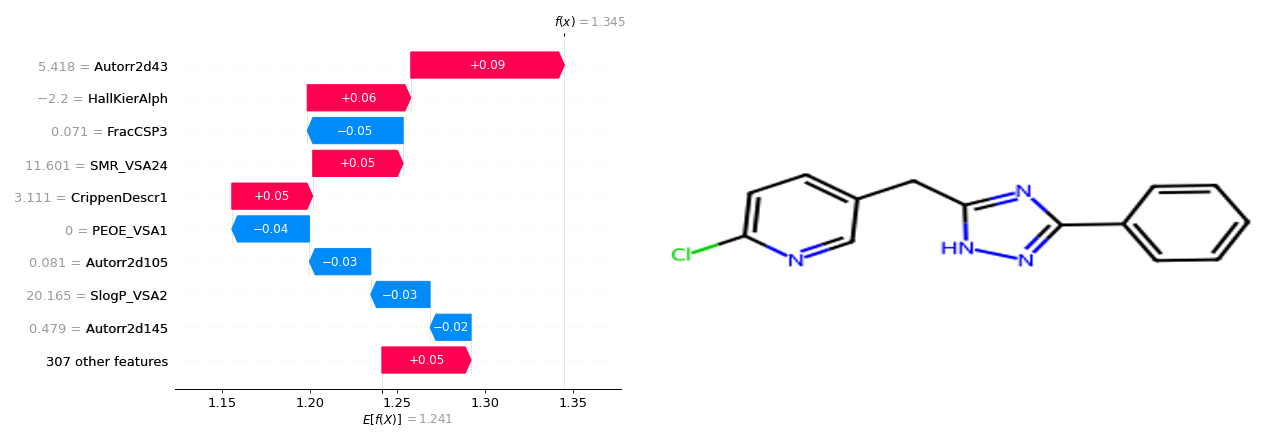 f(x) = 1.345
5.418 = Autorr2d43
+0.09
−2.2 = HallKierAlph
+0.06
0.071 = FracCSP3
−0.05
11.601 = SMR_VSA24
+0.05
3.111 = CrippenDescr1
+0.05
0 = PEOE_VSA1
−0.04
0.081 = Autorr2d105
−0.03
20.165 = SlogP_VSA2
−0.03
0.479 = Autorr2d145
−0.02
307 other features
+0.05
1.15 1.20 1.25 1.30 1.35
E[f(X)] = 1.241
N
HN
Cl
N
N